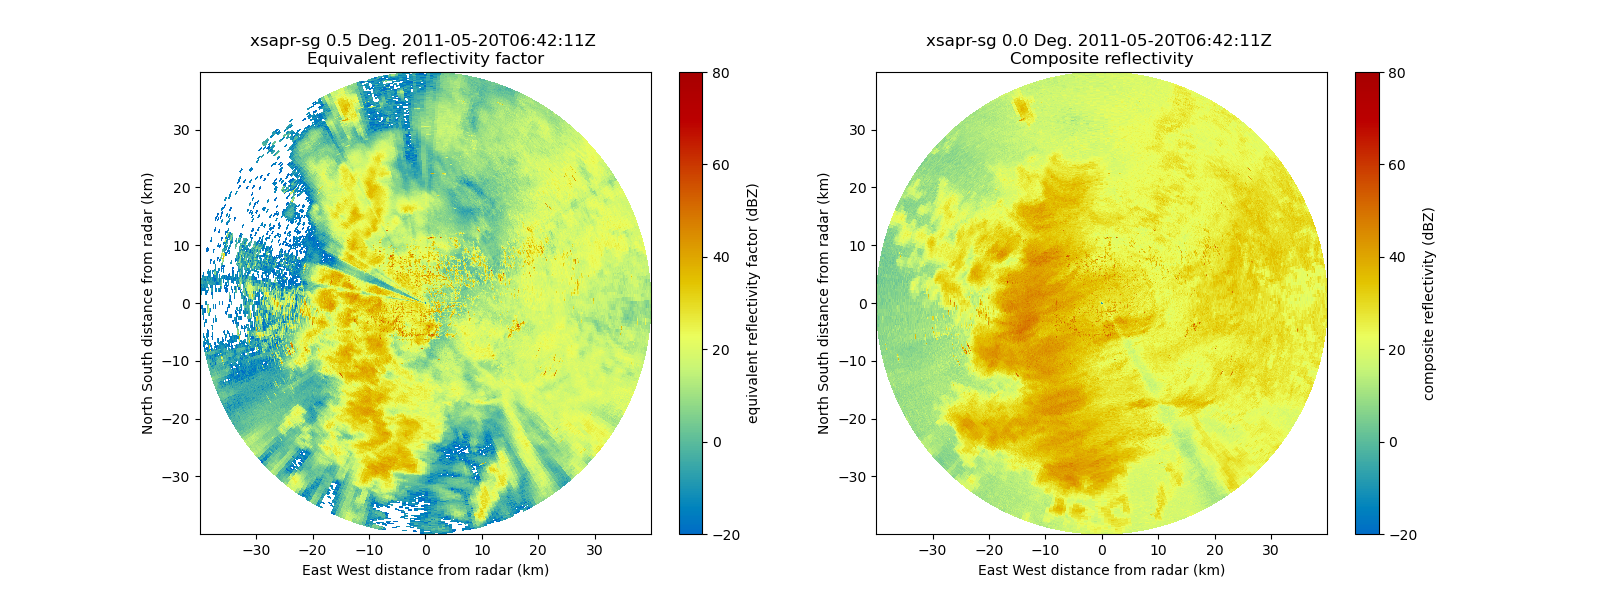 xsapr-sg 0.5 Deg. 2011-05-20T06:42:11Z
Equivalent reflectivity factor
30
20
10
0
−10
−20
−30
North South distance from radar (km)
−30 −20 −10 0 10 20 30
East West distance from radar (km)
80
60
40
20
0
−20
equivalent reflectivity factor (dBZ)
xsapr-sg 0.0 Deg. 2011-05-20T06:42:11Z
Composite reflectivity
30
20
10
0
−10
−20
−30
North South distance from radar (km)
−30 −20 −10 0 10 20 30
East West distance from radar (km)
80
60
40
20
0
−20
composite reflectivity (dBZ)